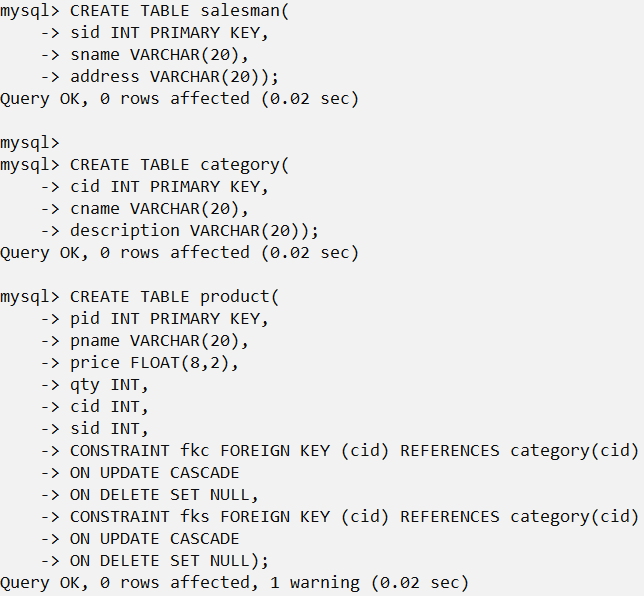 mysql> CREATE TABLE salesman(
    -> sid INT PRIMARY KEY,
    -> sname VARCHAR(20),
    -> address VARCHAR(20));
Query OK, 0 rows affected (0.02 sec)

mysql>
mysql> CREATE TABLE category(
    -> cid INT PRIMARY KEY,
    -> cname VARCHAR(20),
    -> description VARCHAR(20));
Query OK, 0 rows affected (0.02 sec)

mysql> CREATE TABLE product(
    -> pid INT PRIMARY KEY,
    -> pname VARCHAR(20),
    -> price FLOAT(8,2),
    -> qty INT,
    -> cid INT,
    -> sid INT,
    -> CONSTRAINT fkc FOREIGN KEY (cid) REFERENCES category(cid)
    -> ON UPDATE CASCADE
    -> ON DELETE SET NULL,
    -> CONSTRAINT fks FOREIGN KEY (cid) REFERENCES category(cid)
    -> ON UPDATE CASCADE
    -> ON DELETE SET NULL);
Query OK, 0 rows affected, 1 warning (0.02 sec)